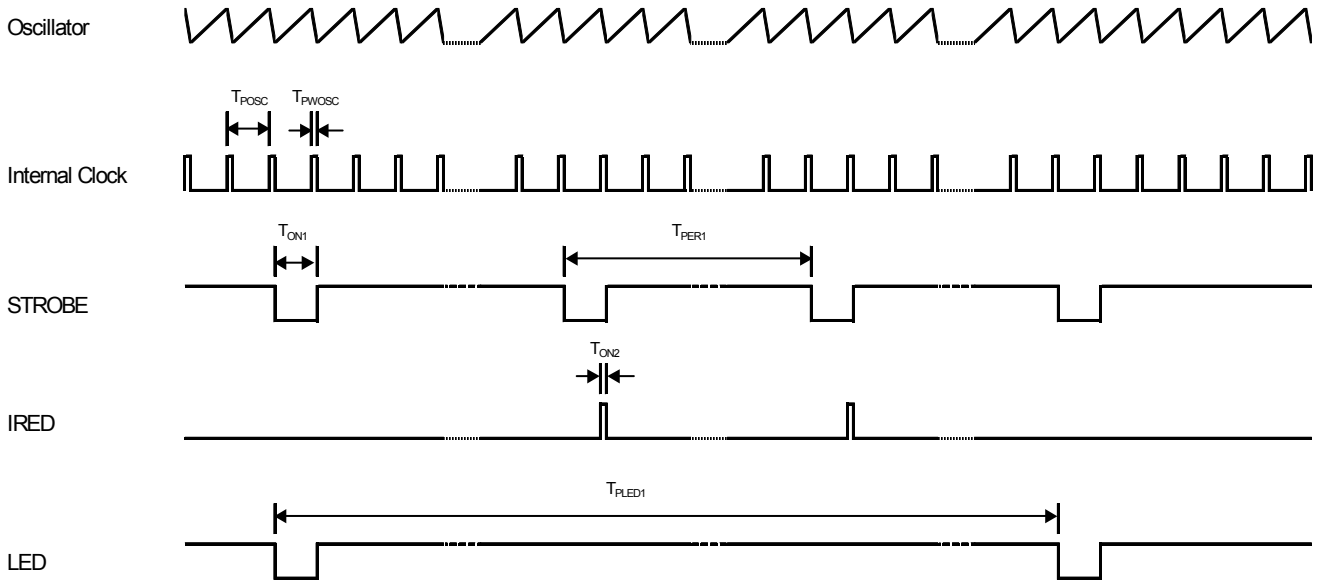 Oscillator
TPOSC TPWOSC
Internal Clock
TON1 TPER1
STROBE
TON2
IRED
TPLED1
LED